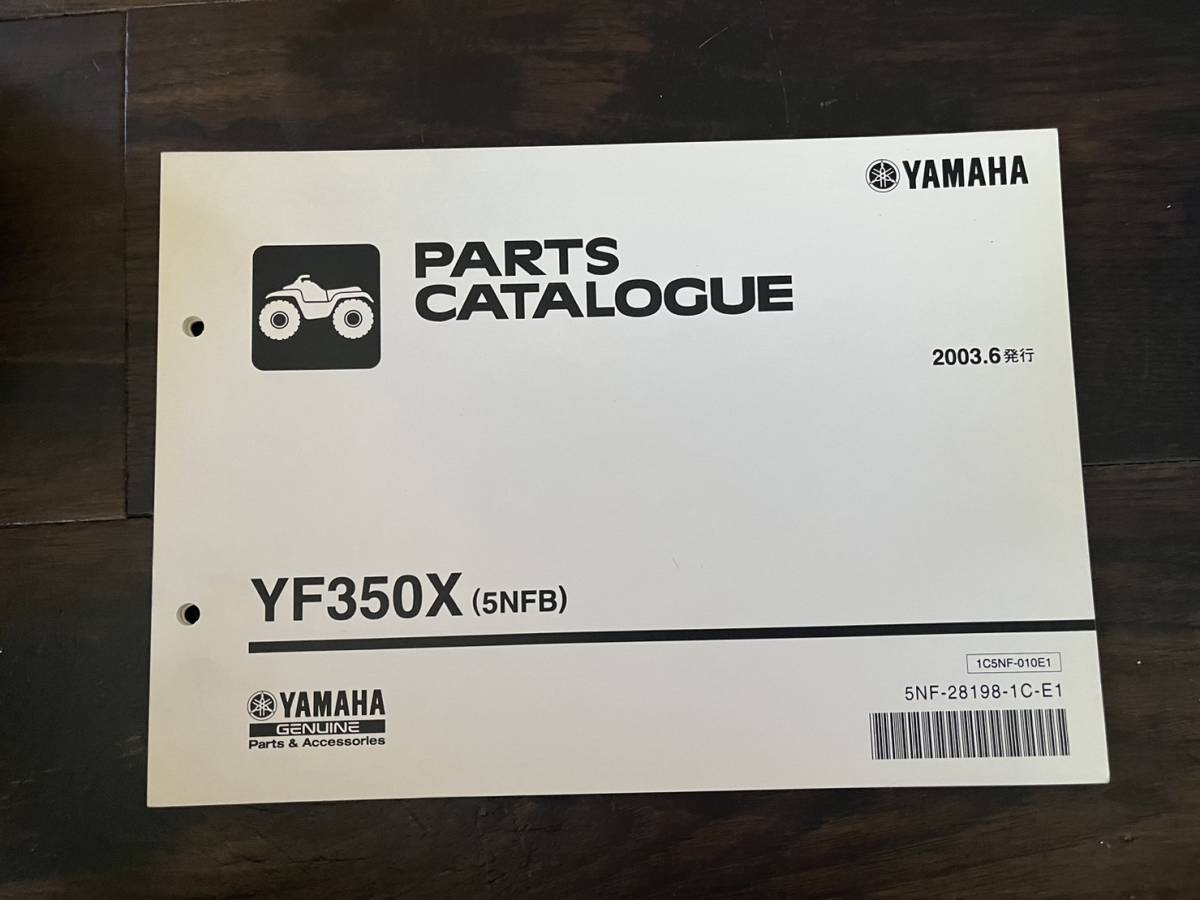 YAMAHA
PARTS
CATALOGUE
2003.6発行
YF350X (5NFB)
1C5NF-010E1
5NF-28198-1C-E1
YAMAHA
GENUINE
Parts & Accessories